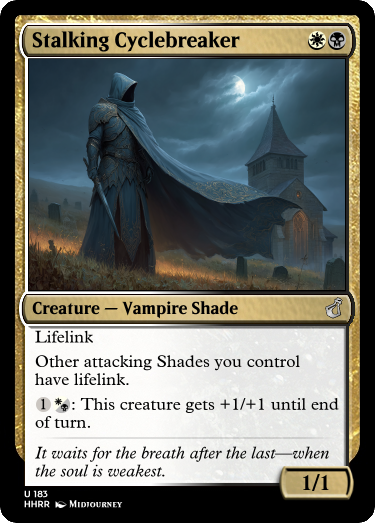 Stalking Cyclebreaker
Creature — Vampire Shade
Lifelink
Other attacking Shades you control
have lifelink.
1 : This creature gets +1/+1 until end
of turn.
It waits for the breath after the last—when
the soul is weakest.
1/1
U 183
HHRR Midjourney